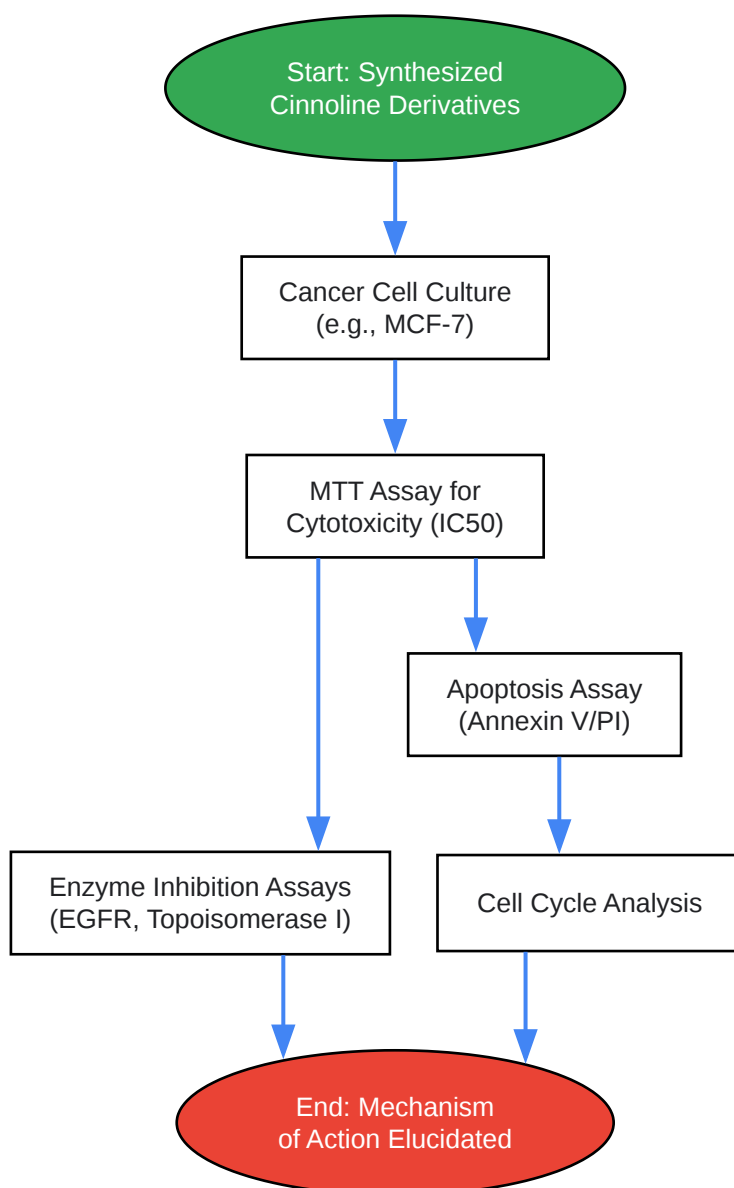 Start: Synthesized
Cinnoline Derivatives
Cancer Cell Culture
(e.g., MCF-7)
MTT Assay for
Cytotoxicity (IC50)
Apoptosis Assay
(Annexin V/PI)
Enzyme Inhibition Assays
(EGFR, Topoisomerase I)
Cell Cycle Analysis
End: Mechanism
of Action Elucidated